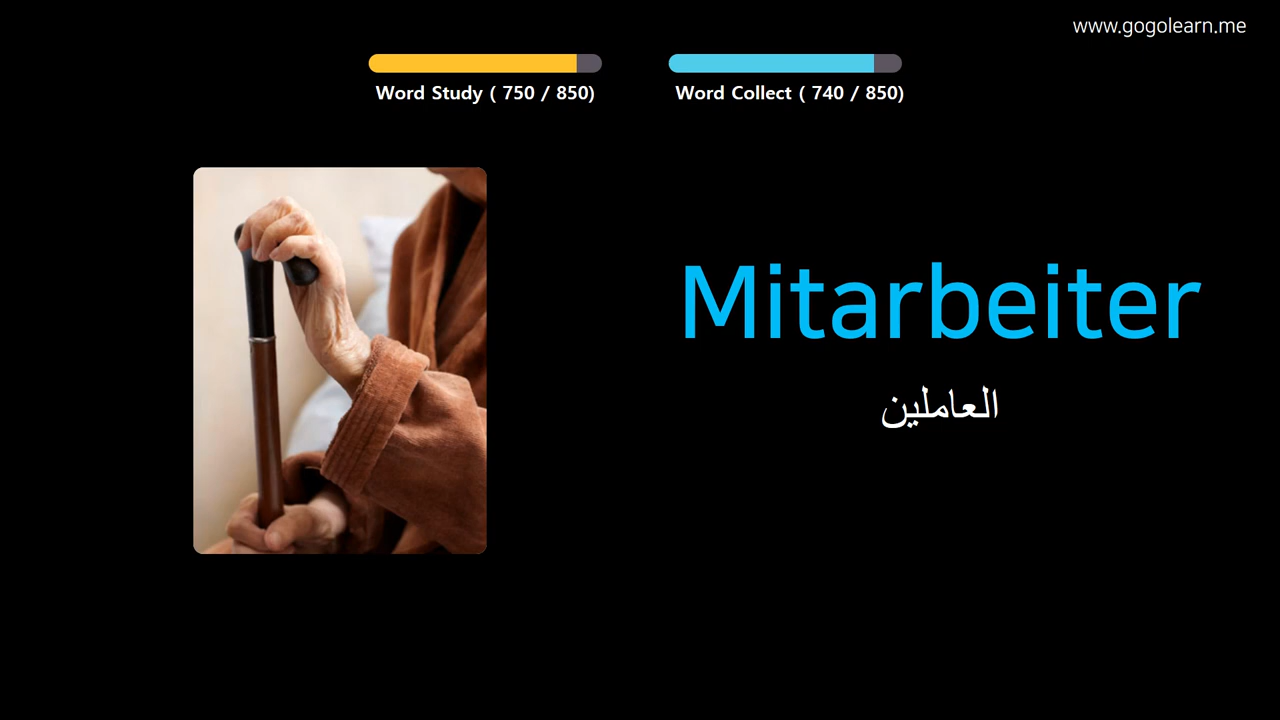 www.gogolearn.me
Word Study ( 750 / 850)
Word Collect ( 740 / 850)
Mitarbeiter
العاملين